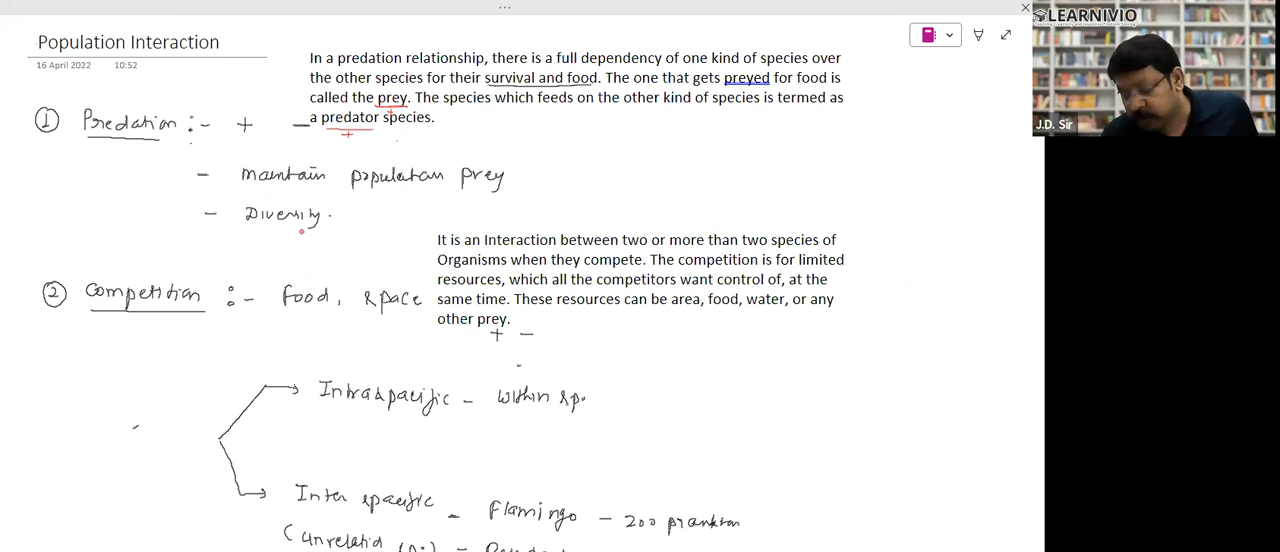 LEARNIVIO
J.D. Sir
Population Interaction
16 April 2022 10:52
In a predation relationship, there is a full dependency of one kind of species over
the other species for their survival and food. The one that gets preyed for food is
called the prey. The species which feeds on the other kind of species is termed as
a predator species.
① Predation :- + -
+
- maintain population prey
- Diversity.
It is an Interaction between two or more than two species of
Organisms when they compete. The competition is for limited
resources, which all the competitors want control of, at the
same time. These resources can be area, food, water, or any
other prey.
② Competition :- food, space
+ -
Intraspacific - within sp.
Inter spacific - Flamingo - 200 prankton
(unrelated